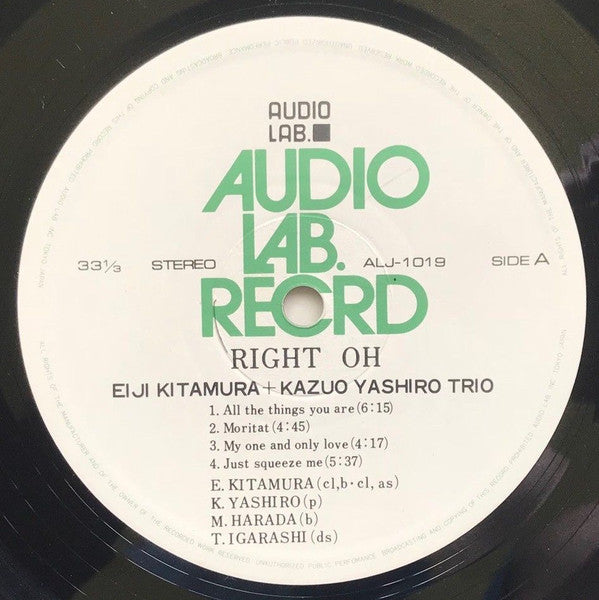 AUDIO
LAB.
AUDIO
LAB.
RECRD
33⅓ STEREO ALJ-1019 SIDE A
RIGHT OH
EIJI KITAMURA+KAZUO YASHIRO TRIO
1. All the things you are(6:15)
2. Moritat(4:45)
3. My one and only love(4:17)
4. Just squeeze me(5:37)
E. KITAMURA(cl,b·cl, as)
K. YASHIRO(p)
M. HARADA(b)
T. IGARASHI(ds)